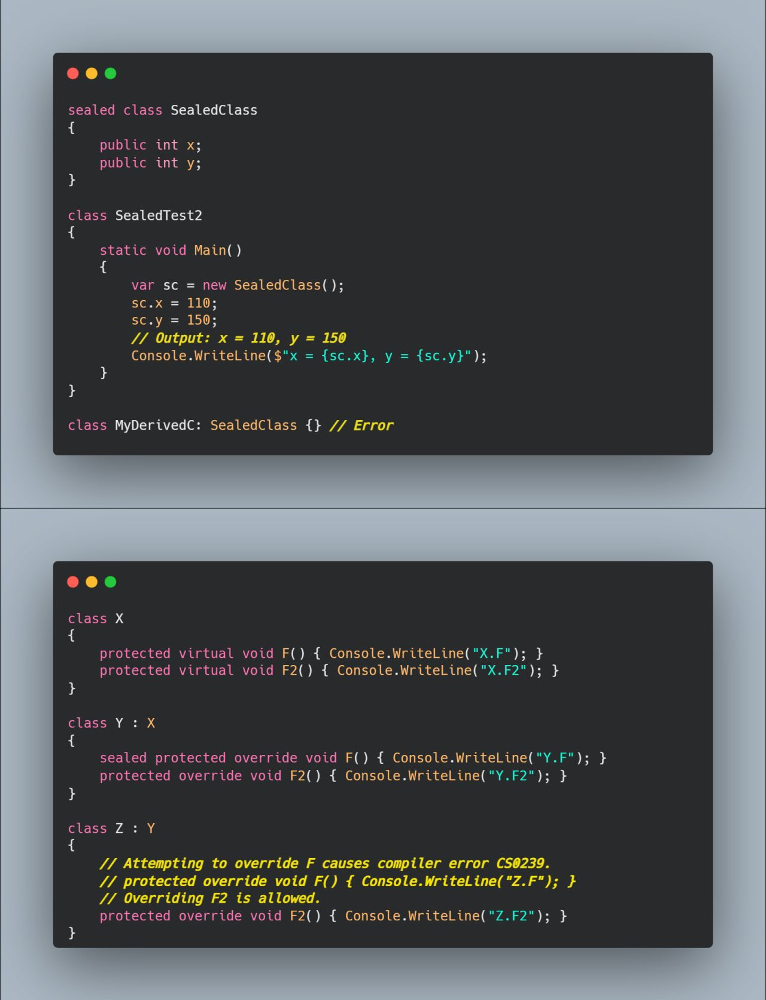 sealed class SealedClass
{
    public int x;
    public int y;
}
class SealedTest2
{
    static void Main()
    {
        var sc = new SealedClass();
        sc.x = 110;
        sc.y = 150;
        // Output: x = 110, y = 150
        Console.WriteLine($"x = {sc.x}, y = {sc.y}");
    }
}
class MyDerivedC: SealedClass {} // Error
class X
{
    protected virtual void F() { Console.WriteLine("X.F"); }
    protected virtual void F2() { Console.WriteLine("X.F2"); }
}
class Y : X
{
    sealed protected override void F() { Console.WriteLine("Y.F"); }
    protected override void F2() { Console.WriteLine("Y.F2"); }
}
class Z : Y
{
    // Attempting to override F causes compiler error CS0239.
    // protected override void F() { Console.WriteLine("Z.F"); }
    // Overriding F2 is allowed.
    protected override void F2() { Console.WriteLine("Z.F2"); }
}